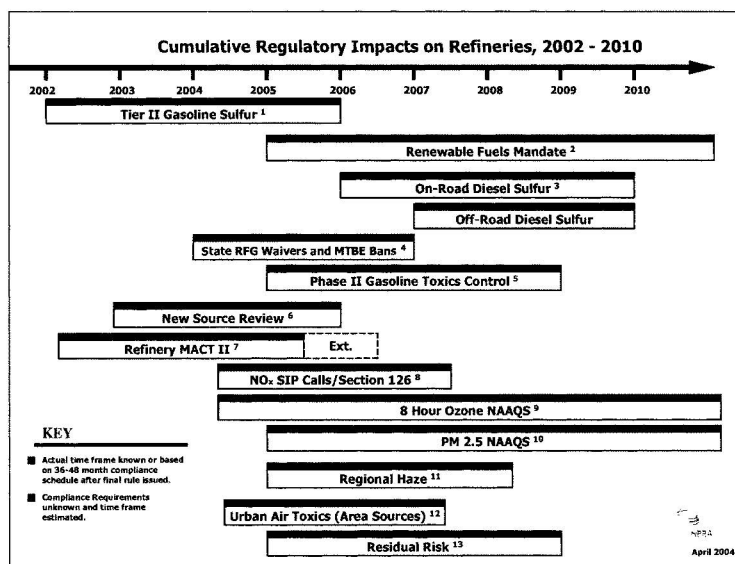 Cumulative Regulatory Impacts on Refineries, 2002 - 2010
2002 2003 2004 2005 2006 2007 2008 2009 2010
Tier II Gasoline Sulfur 1
Renewable Fuels Mandate 2
On-Road Diesel Sulfur 3
Off-Road Diesel Sulfur
State RFG Waivers and MTBE Bans 4
Phase II Gasoline Toxics Control 5
New Source Review 6
Refinery MACT II 7
Ext.
NOx SIP Calls/Section 126 8
8 Hour Ozone NAAQS 9
PM 2.5 NAAQS 10
Regional Haze 11
Urban Air Toxics (Area Sources) 12
Residual Risk 13
KEY
Actual time frame known or based
on 36-48 month compliance
schedule after final rule issued.
Compliance Requirements
unknown and time frame
estimated.
NPRA
April 2004